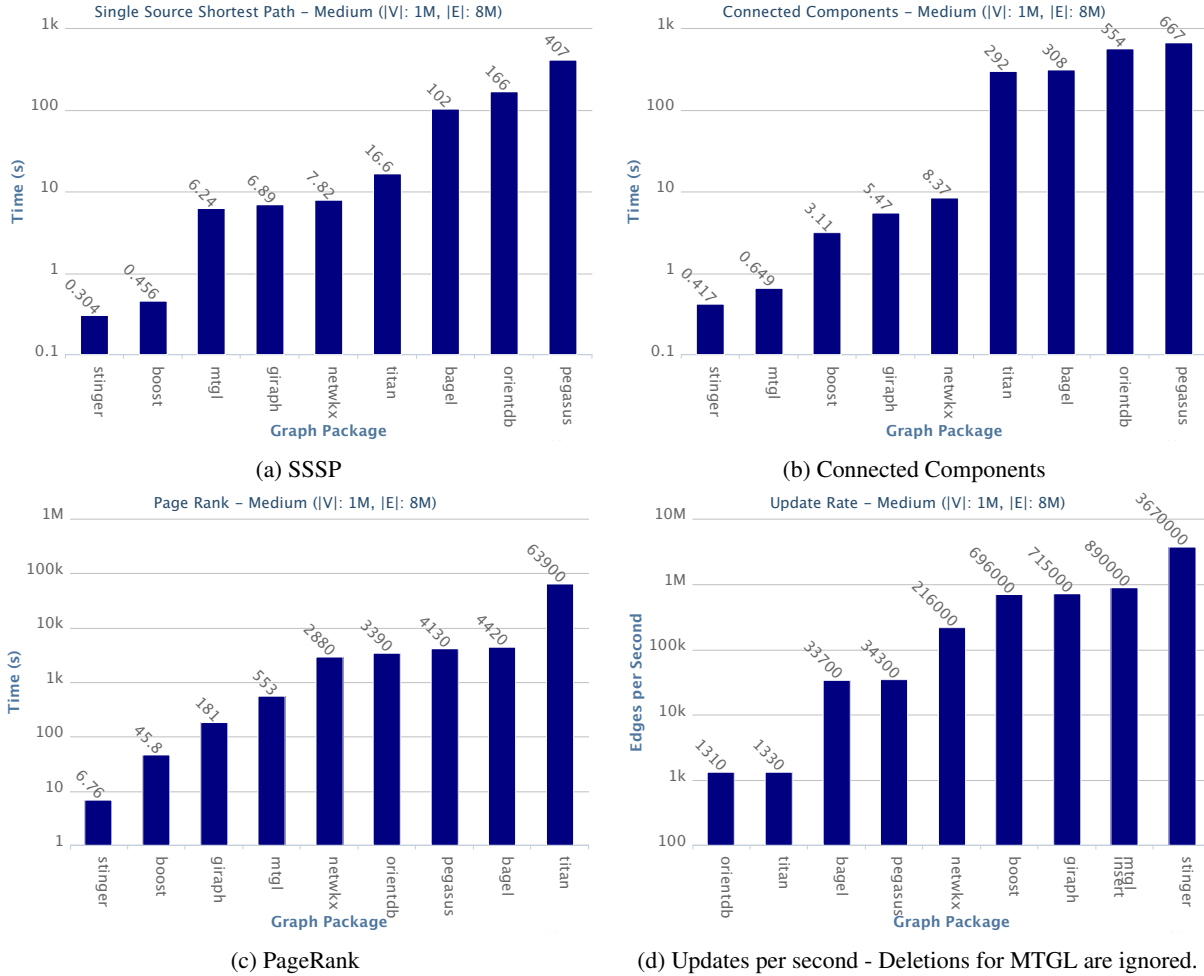 Single Source Shortest Path – Medium (|V|: 1M, |E|: 8M)
1k
100
10
1
0.1
Time (s)
0.304
0.456
6.24
6.89
7.82
16.6
102
166
407
stinger
boost
mtgl
giraph
netwkx
titan
bagel
orientdb
pegasus
Graph Package
(a) SSSP
Connected Components – Medium (|V|: 1M, |E|: 8M)
1k
100
10
1
0.1
Time (s)
0.417
0.649
3.11
5.47
8.37
292
308
554
667
stinger
mtgl
boost
giraph
netwkx
titan
bagel
orientdb
pegasus
Graph Package
(b) Connected Components
Page Rank – Medium (|V|: 1M, |E|: 8M)
1M
100k
10k
1k
100
10
1
Time (s)
6.76
45.8
181
553
2880
3390
4130
4420
63900
stinger
boost
giraph
mtgl
netwkx
orientdb
pegasus
bagel
titan
Graph Package
(c) PageRank
Update Rate – Medium (|V|: 1M, |E|: 8M)
10M
1M
100k
10k
1k
100
Edges per Second
1310
1330
33700
34300
216000
696000
715000
890000
3670000
orientdb
titan
bagel
pegasus
netwkx
boost
giraph
mtgl
insert
stinger
Graph Package
(d) Updates per second - Deletions for MTGL are ignored.